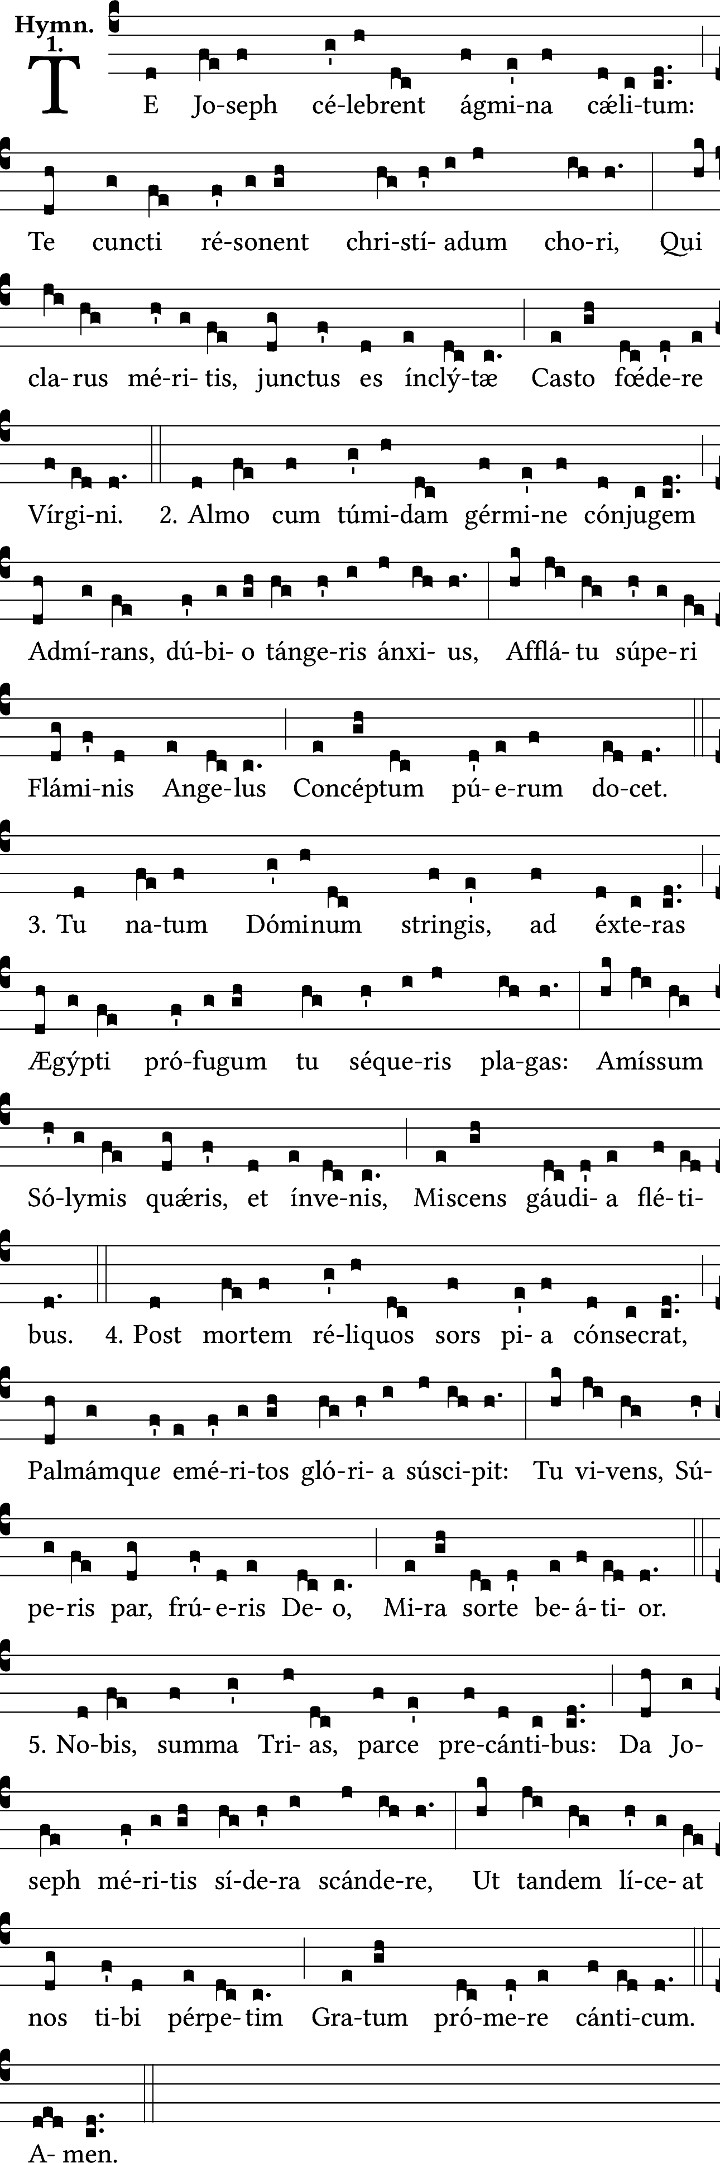 Hymn.
1.
TE Jo-seph cé-lebrent ágmi-na cǽli-tum:
Te cuncti ré-sonent chri-stí-adum cho-ri, Qui
cla-rus mé-ri-tis, junctus es ínclý-tæ Casto fœ́de-re
Vírgi-ni. 2. Almo cum túmi-dam gérmi-ne cónjugem
Admí-rans, dú-bi-o tánge-ris ánxi-us, Afflá-tu súpe-ri
Flámi-nis Ange-lus Concéptum pú-e-rum do-cet.
3. Tu na-tum Dóminum stringis, ad éxte-ras
Ægýpti pró-fugum tu séque-ris pla-gas: Amíssum
Só-lymis quǽris, et ínve-nis, Miscens gáudi-a flé-ti-
bus. 4. Post mortem ré-liquos sors pi-a cónsecrat,
Palmámque emé-ri-tos gló-ri-a súsci-pit: Tu vi-vens, Sú-
pe-ris par, frú-e-ris De-o, Mi-ra sorte be-á-ti-or.
5. No-bis, summa Tri-as, parce pre-cánti-bus: Da Jo-
seph mé-ri-tis sí-de-ra scánde-re, Ut tandem lí-ce-at
nos ti-bi pérpe-tim Gra-tum pró-me-re cánti-cum.
A-men.